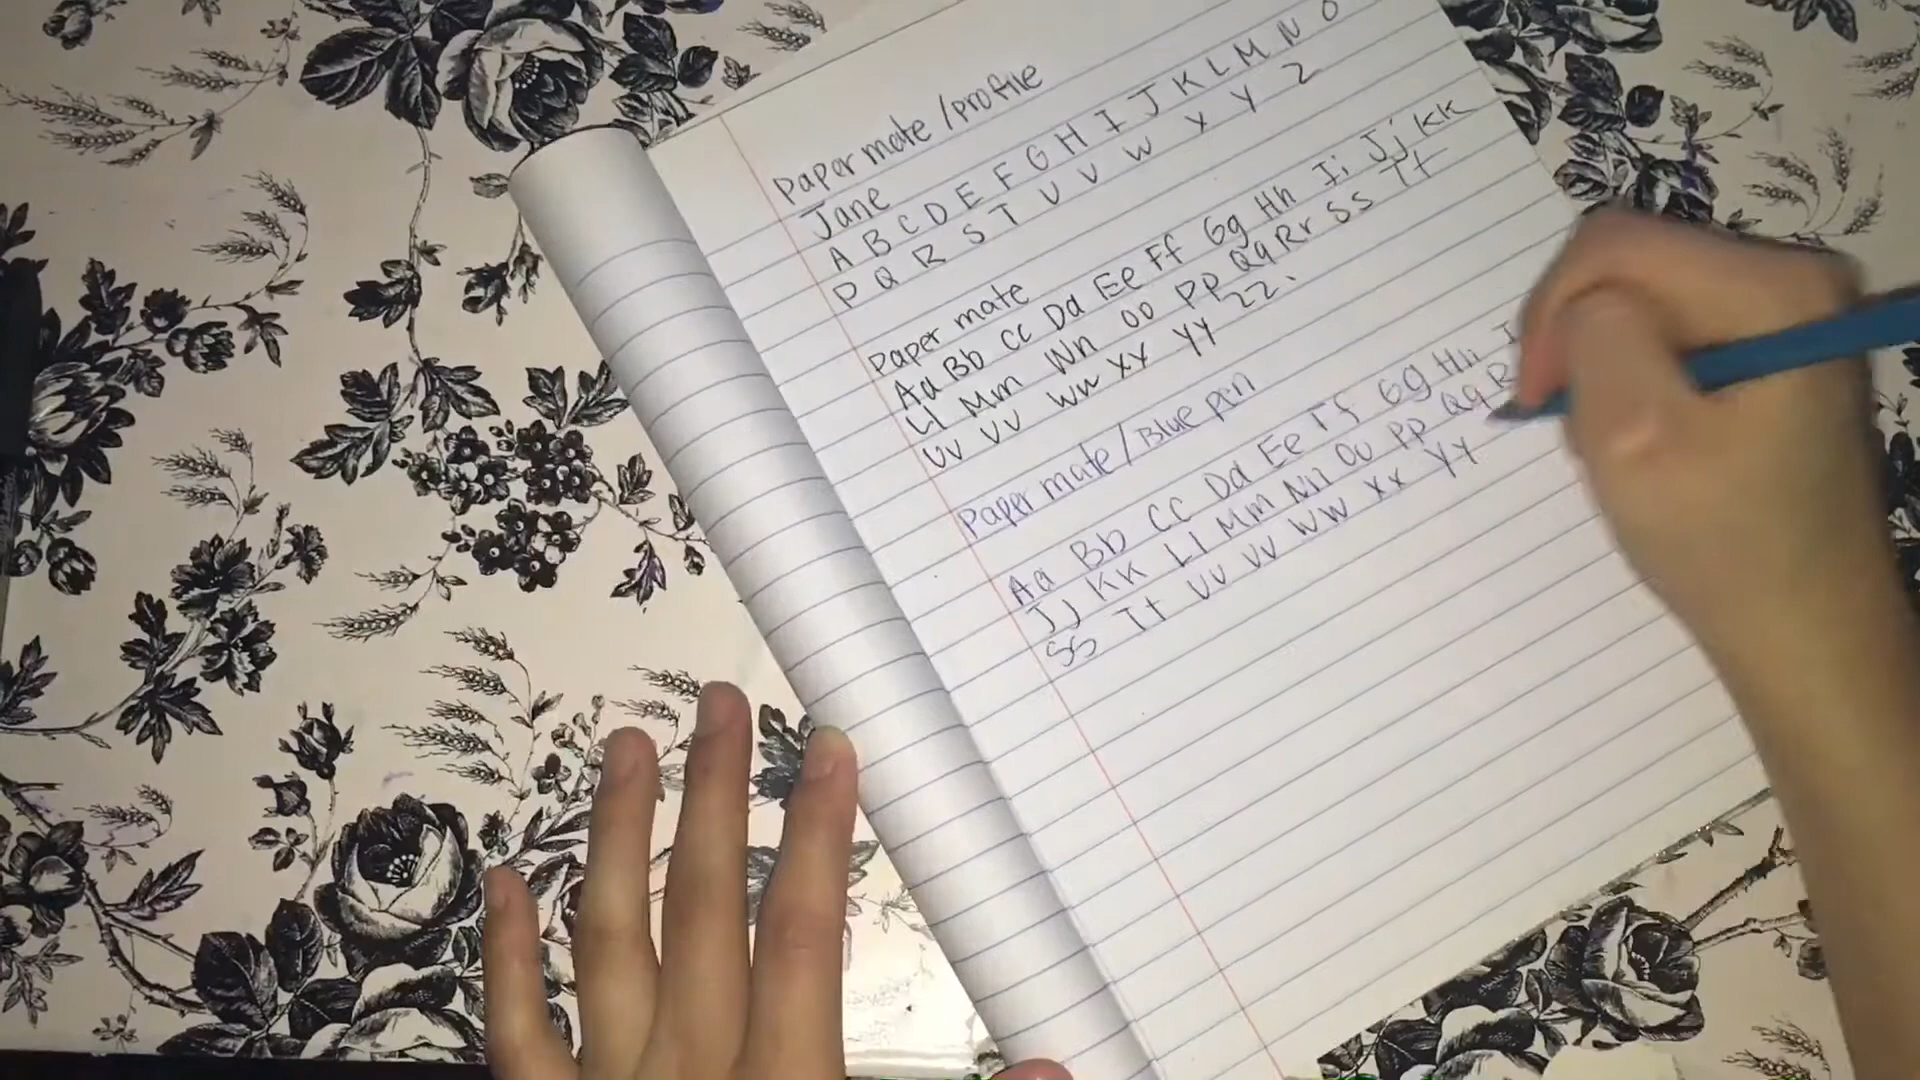 Paper mate / profile
Jane
A B C D E F G H I J K L M N O
P Q R S T U V W X Y Z
Paper mate
Aa Bb Cc Dd Ee Ff Gg Hh Ii Jj Kk
Ll Mm Nn Oo Pp Qq Rr Ss Tt
Uu Vv Ww Xx Yy Zz.
Paper mate / Blue pen
Aa Bb Cc Dd Ee Ff Gg Hh
Jj Kk Ll Mm Nn Oo Pp Qq R
Ss Tt Uu Vv Ww Xx Yy